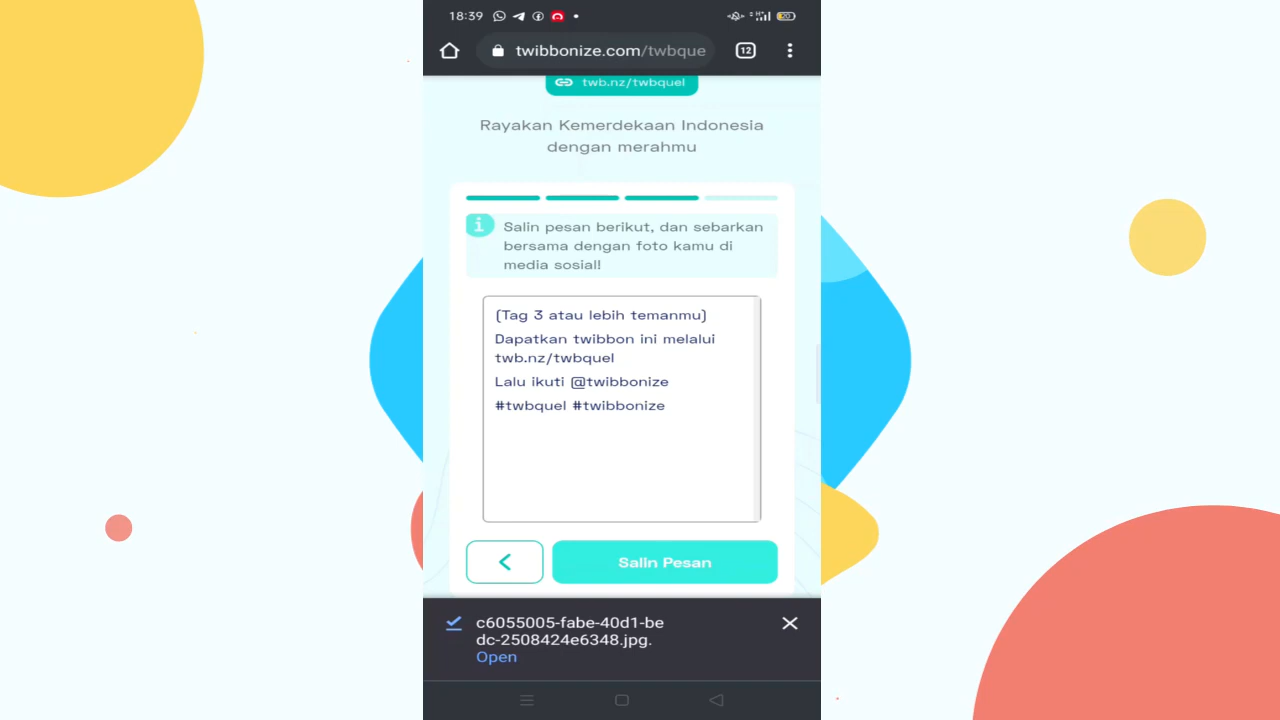 18:39
12
twibbonize.com/twbque
twb.nz/twbquel
Rayakan Kemerdekaan Indonesia
dengan merahmu
Salin pesan berikut, dan sebarkan
bersama dengan foto kamu di
media sosial!
(Tag 3 atau lebih temanmu)
Dapatkan twibbon ini melalui
twb.nz/twbquel
Lalu ikuti @twibbonize
#twbquel #twibbonize
Salin Pesan
c6055005-fabe-40d1-be
dc-2508424e6348.jpg.
Open